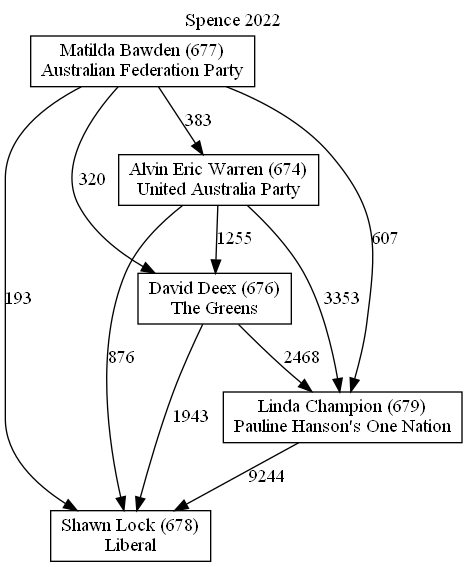 Spence 2022
Matilda Bawden (677)
Australian Federation Party
383
Alvin Eric Warren (674)
United Australia Party
320
1255
607
David Deex (676)
The Greens
193
3353
876
2468
Linda Champion (679)
Pauline Hanson's One Nation
1943
9244
Shawn Lock (678)
Liberal